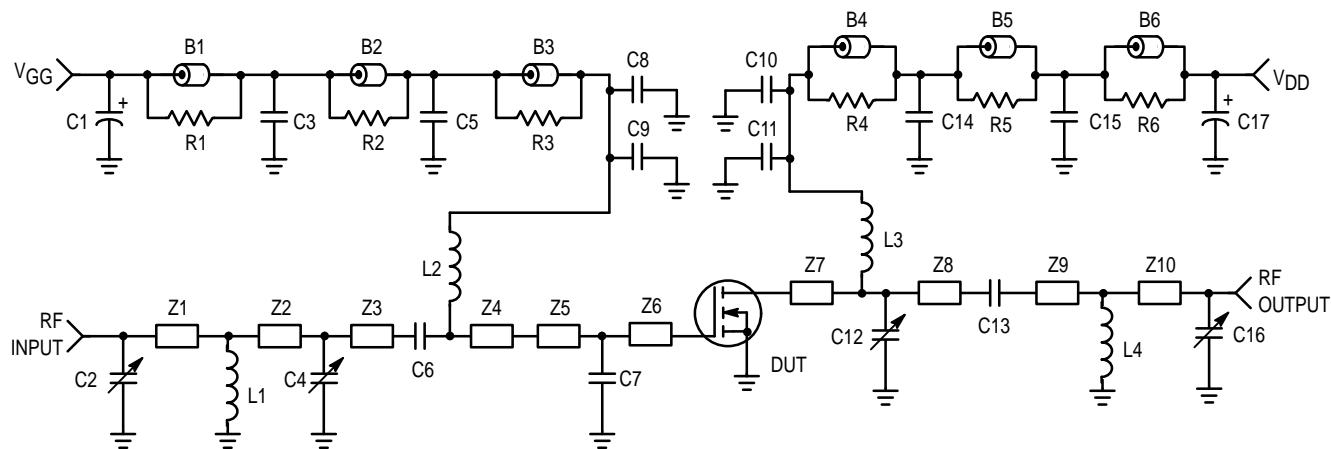 B1 B2 B3 C8 C10 B4 B5 B6
VGG VDD
C1 + R1 C3 R2 C5 R3 C9 C11 R4 C14 R5 C15 R6 + C17
L2 L3
Z1 Z2 Z3 Z4 Z5 Z6 Z7 Z8 Z9 Z10
RF INPUT
RF OUTPUT
C2 L1 C4 C6 C7 DUT C12 C13 L4 C16